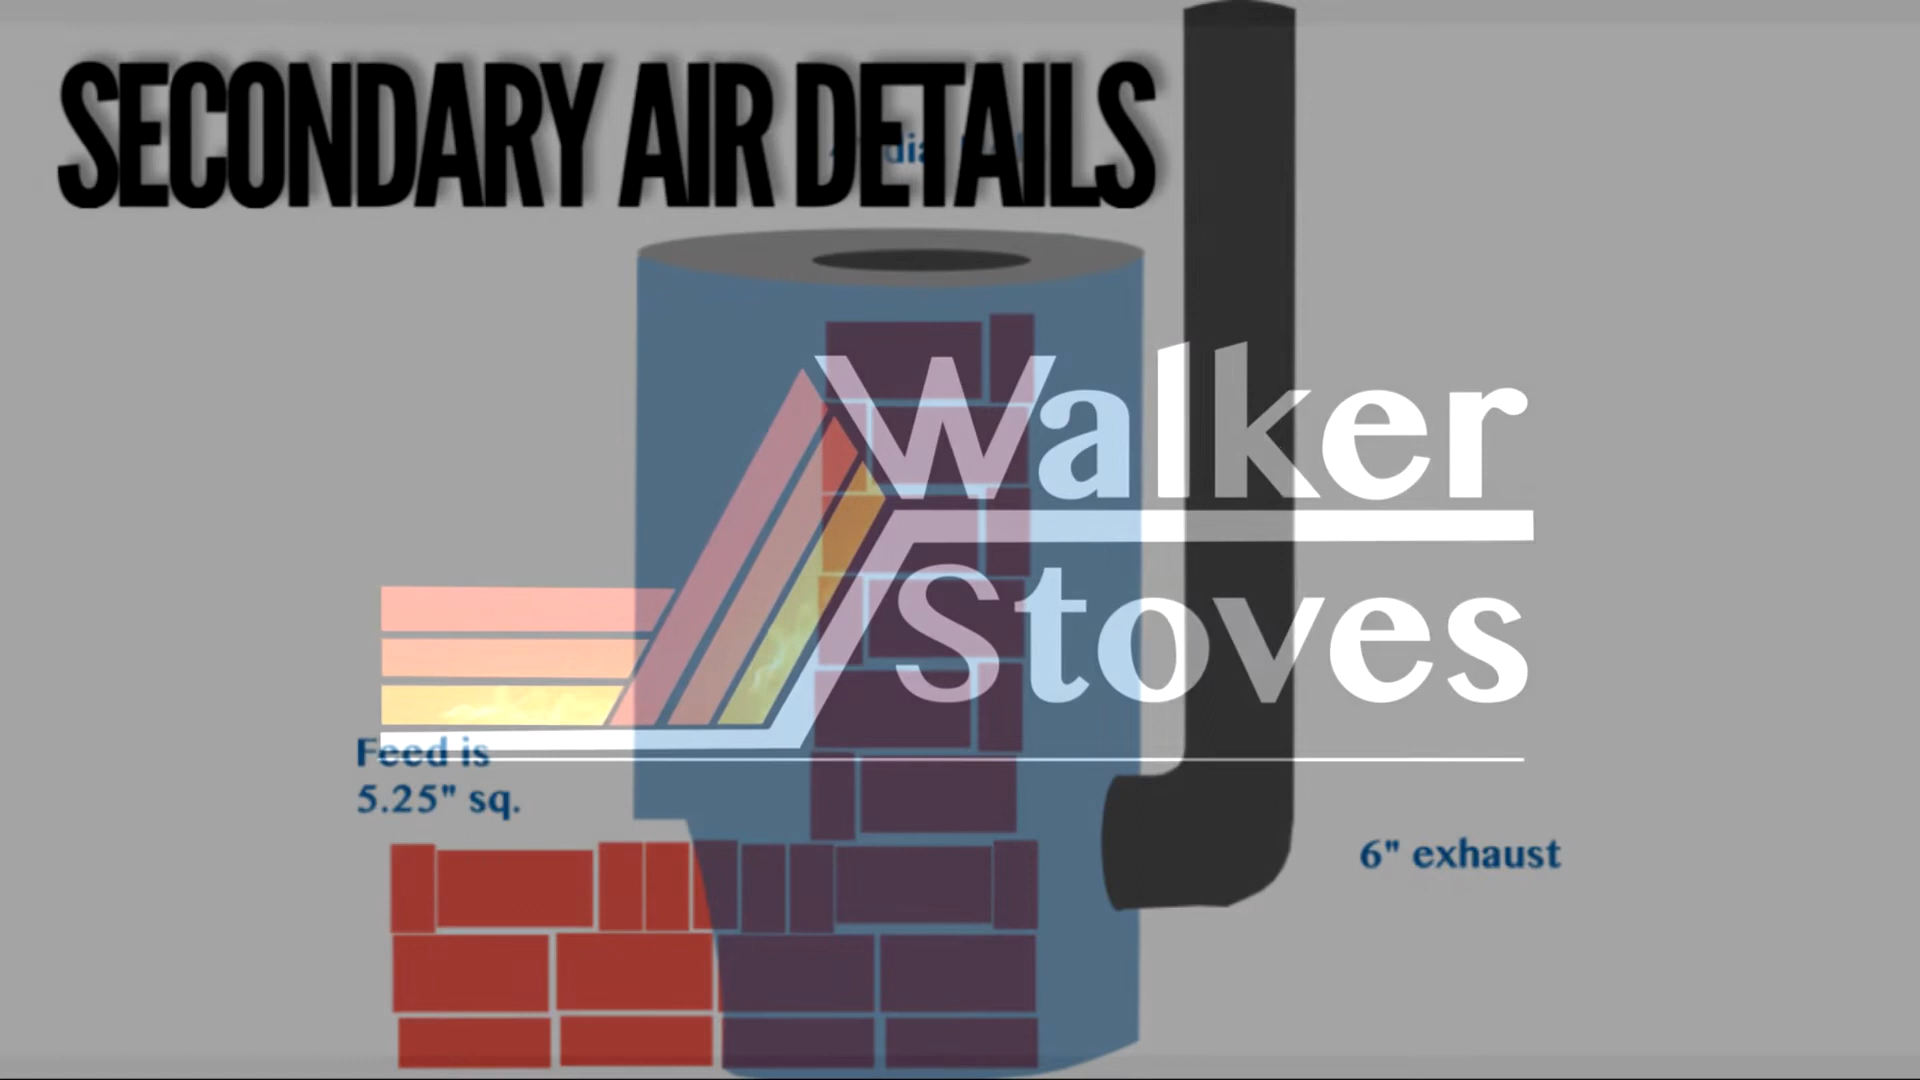 SECONDARY AIR DETAILS
Walker
Stoves
Feed is
5.25" sq.
6" exhaust